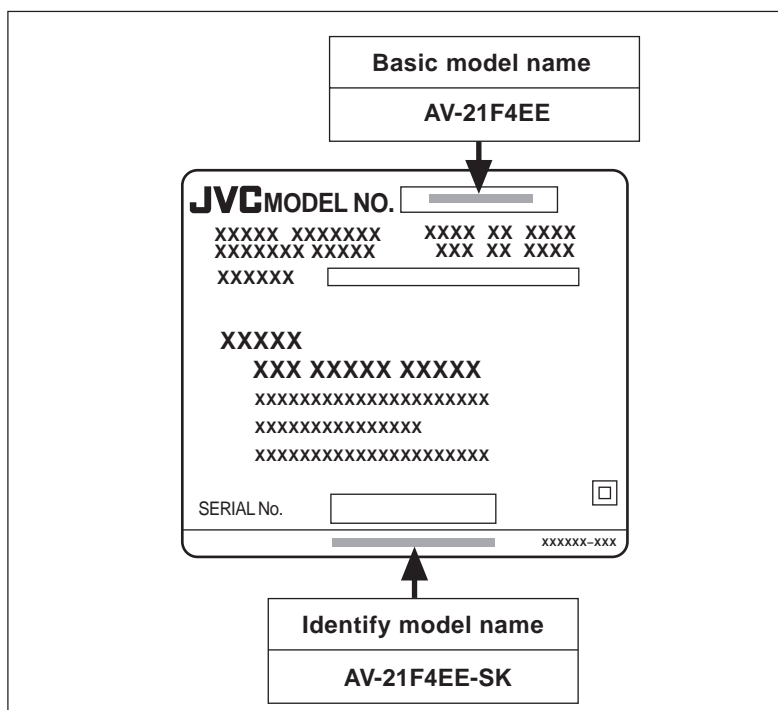 Basic model name
AV-21F4EE
JVC MODEL NO.
XXXXX XXXXXXX XXXX XX XXXX
XXXXXXX XXXXX XXX XX XXXX
XXXXXX
XXXXX
XXX XXXXX XXXXX
XXXXXXXXXXXXXXXXXXXXX
XXXXXXXXXXXXXXX
XXXXXXXXXXXXXXXXXXXXX
SERIAL No.
XXXXXX-XXX
Identify model name
AV-21F4EE-SK